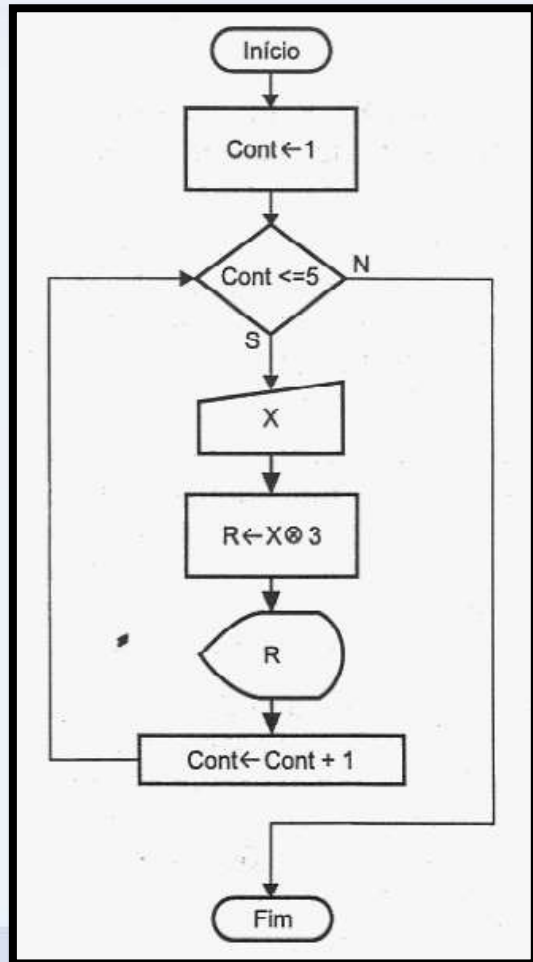 Início
Cont←1
Cont <=5
N
S
X
R←X⊗3
R
Cont←Cont + 1
Fim